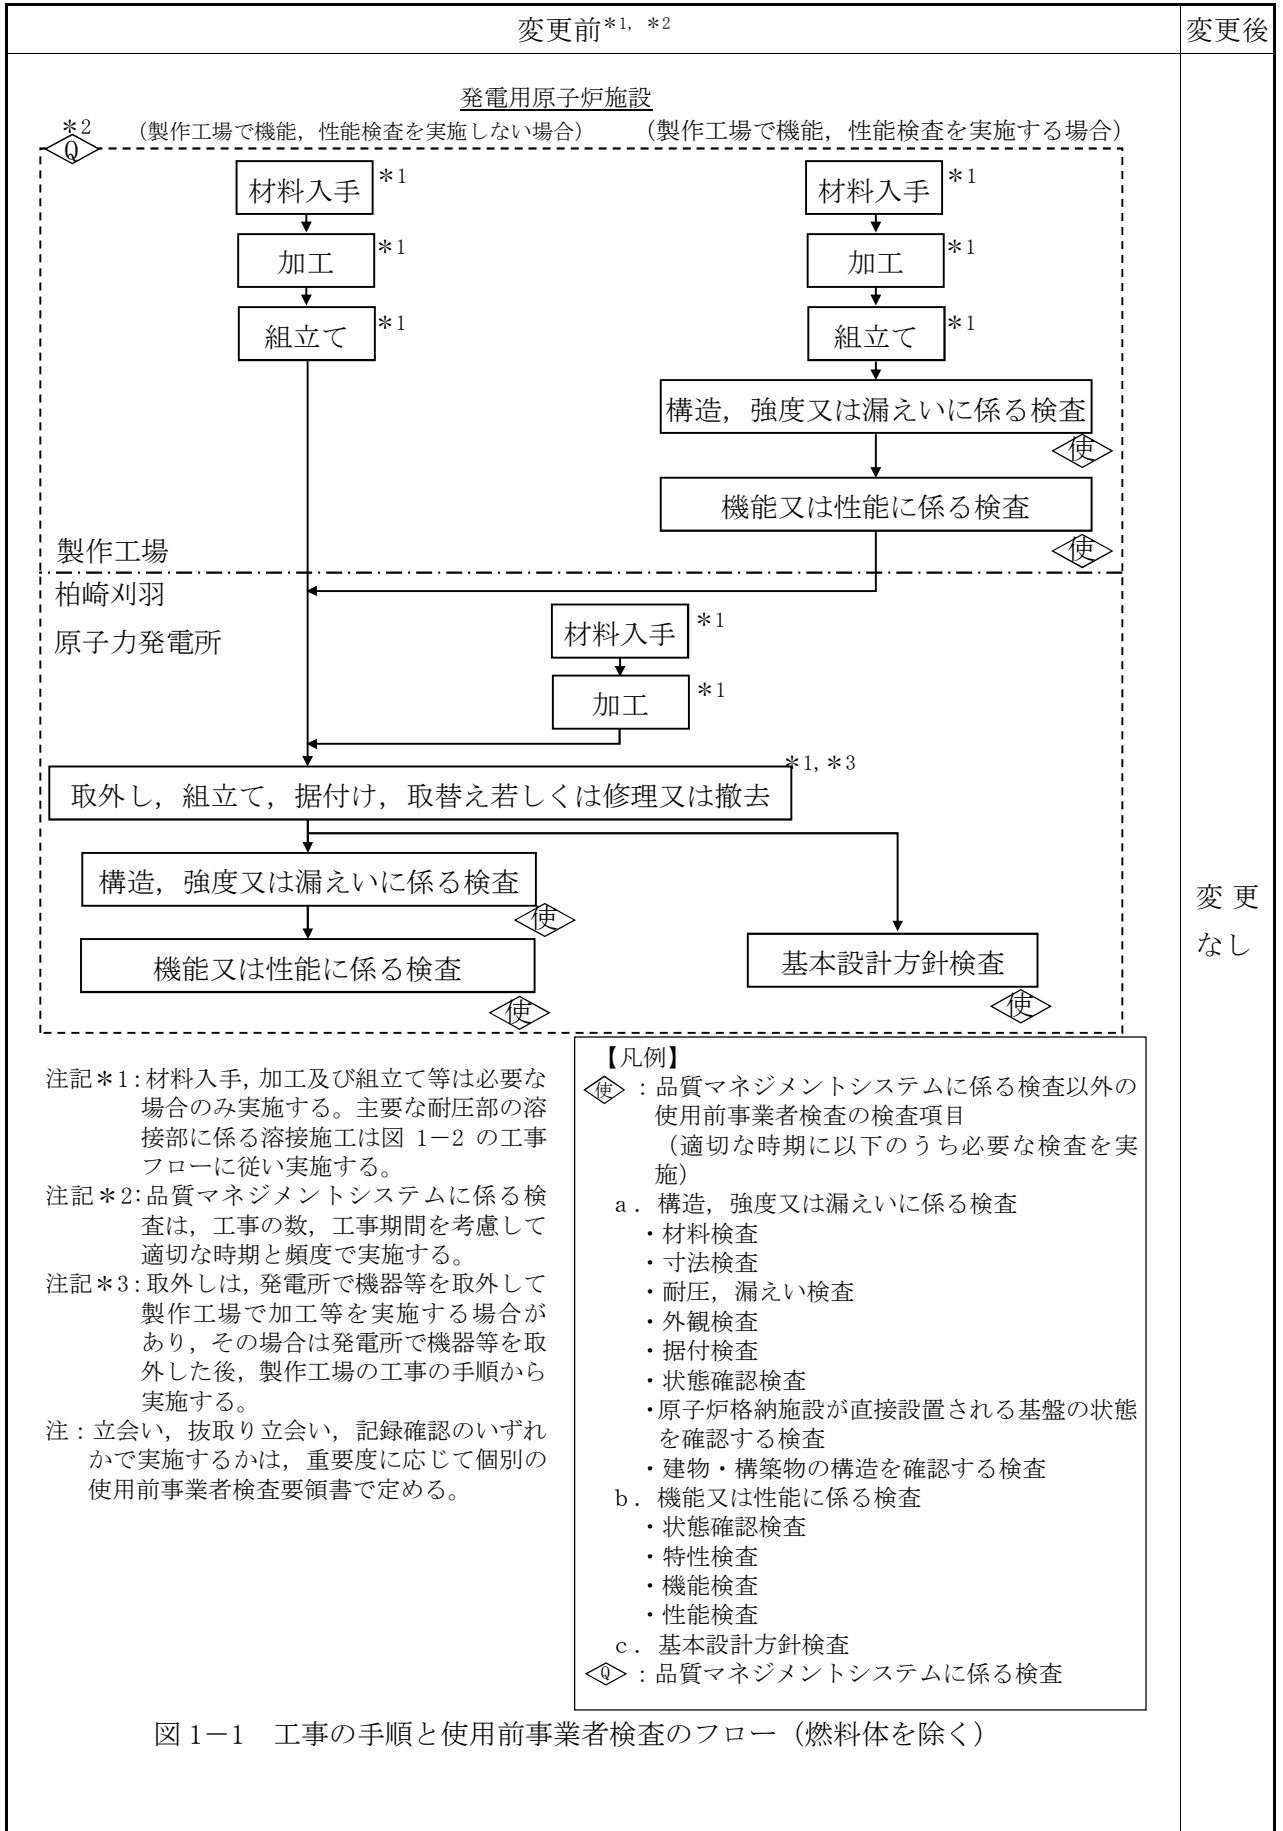 変更前*1, *2
変更後
発電用原子炉施設
*2
Q
(製作工場で機能，性能検査を実施しない場合)
(製作工場で機能，性能検査を実施する場合)
材料入手
*1
材料入手
*1
加工
*1
加工
*1
組立て
*1
組立て
*1
構造，強度又は漏えいに係る検査
使
機能又は性能に係る検査
使
製作工場
柏崎刈羽
原子力発電所
材料入手
*1
加工
*1
*1, *3
取外し，組立て，据付け，取替え若しくは修理又は撤去
構造，強度又は漏えいに係る検査
使
機能又は性能に係る検査
使
基本設計方針検査
使
変更
なし
注記*1:材料入手,加工及び組立て等は必要な
場合のみ実施する。主要な耐圧部の溶
接部に係る溶接施工は図 1－2 の工事
フローに従い実施する。
注記*2:品質マネジメントシステムに係る検
査は，工事の数，工事期間を考慮して
適切な時期と頻度で実施する。
注記*3:取外しは,発電所で機器等を取外して
製作工場で加工等を実施する場合が
あり，その場合は発電所で機器等を取
外した後，製作工場の工事の手順から
実施する。
注：立会い，抜取り立会い，記録確認のいずれ
かで実施するかは，重要度に応じて個別の
使用前事業者検査要領書で定める。
【凡例】
使：品質マネジメントシステムに係る検査以外の
使用前事業者検査の検査項目
（適切な時期に以下のうち必要な検査を実
施）
a．構造，強度又は漏えいに係る検査
・材料検査
・寸法検査
・耐圧，漏えい検査
・外観検査
・据付検査
・状態確認検査
・原子炉格納施設が直接設置される基盤の状態
を確認する検査
・建物・構築物の構造を確認する検査
b．機能又は性能に係る検査
・状態確認検査
・特性検査
・機能検査
・性能検査
c．基本設計方針検査
Q：品質マネジメントシステムに係る検査
図 1－1　工事の手順と使用前事業者検査のフロー（燃料体を除く）